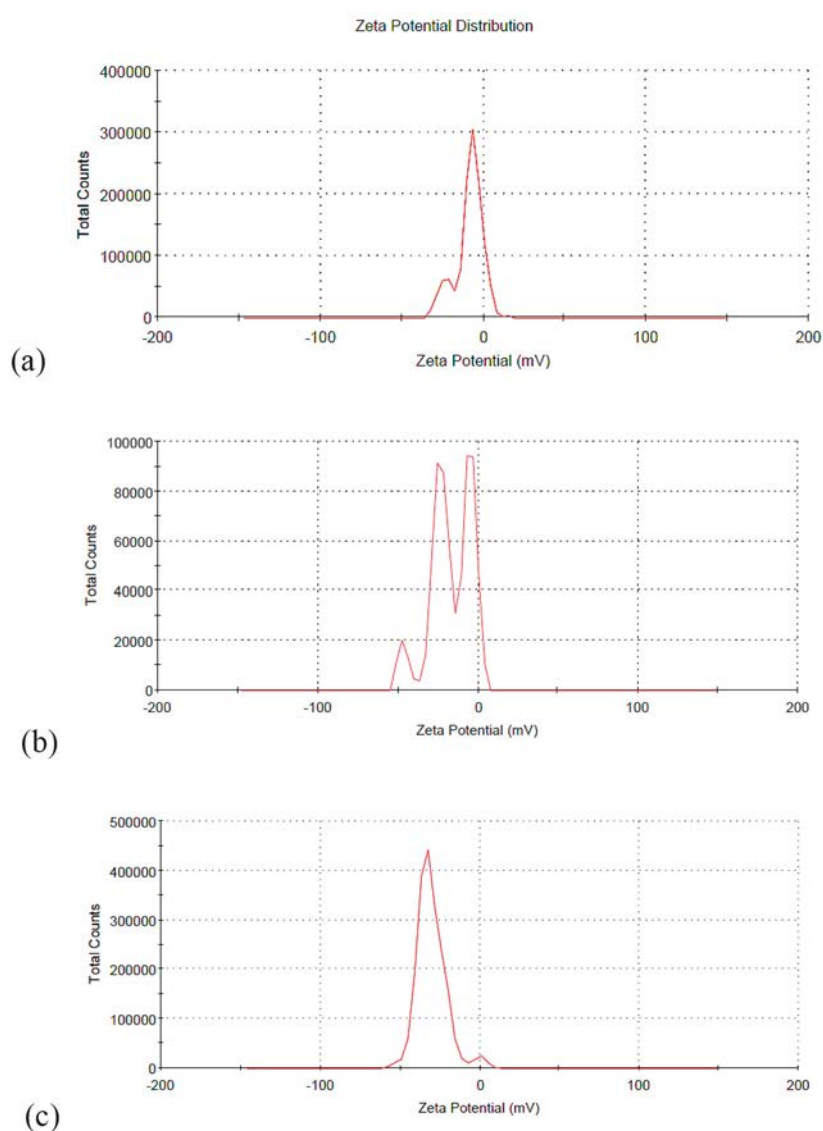 Zeta Potential Distribution
400000
300000
200000
100000
0
Total Counts
-200 -100 0 100 200
Zeta Potential (mV)
(a)
100000
80000
60000
40000
20000
0
Total Counts
-200 -100 0 100 200
Zeta Potential (mV)
(b)
500000
400000
300000
200000
100000
0
Total Counts
-200 -100 0 100 200
Zeta Potential (mV)
(c)